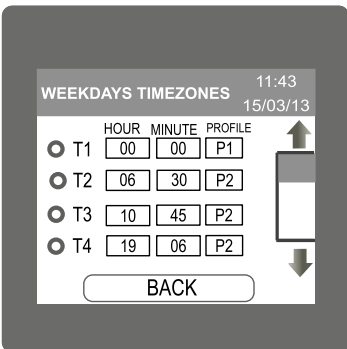 WEEKDAYS TIMEZONES 11:43
15/03/13
HOUR MINUTE PROFILE
T1 00 00 P1
T2 06 30 P2
T3 10 45 P2
T4 19 06 P2
BACK